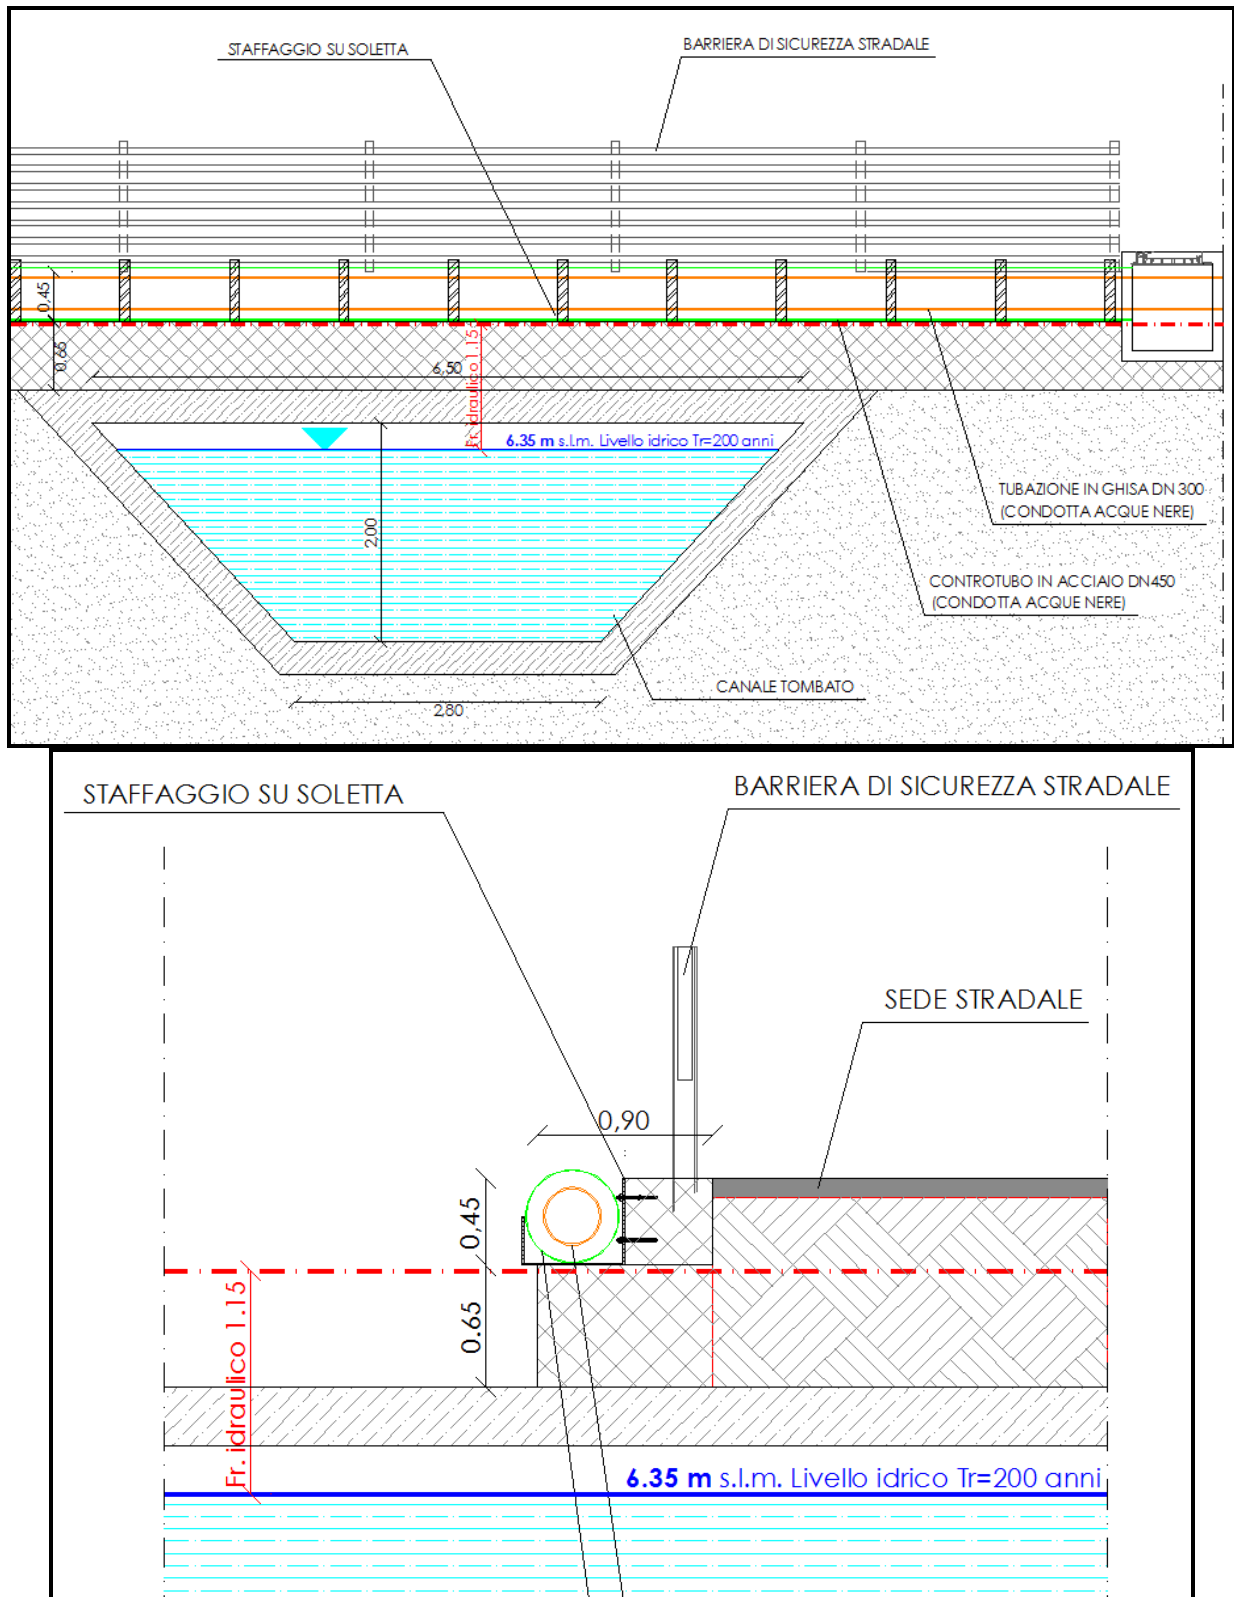 STAFFAGGIO SU SOLETTA
BARRIERA DI SICUREZZA STRADALE
0,45
0,65
6,50
Fr. idraulico 1.15
6.35 m s.l.m. Livello idrico Tr=200 anni
2,00
TUBAZIONE IN GHISA DN 300
(CONDOTTA ACQUE NERE)
CONTROTUBO IN ACCIAIO DN450
(CONDOTTA ACQUE NERE)
CANALE TOMBATO
2,80
STAFFAGGIO SU SOLETTA
BARRIERA DI SICUREZZA STRADALE
SEDE STRADALE
0,90
0,45
0.65
Fr. idraulico 1.15
6.35 m s.l.m. Livello idrico Tr=200 anni